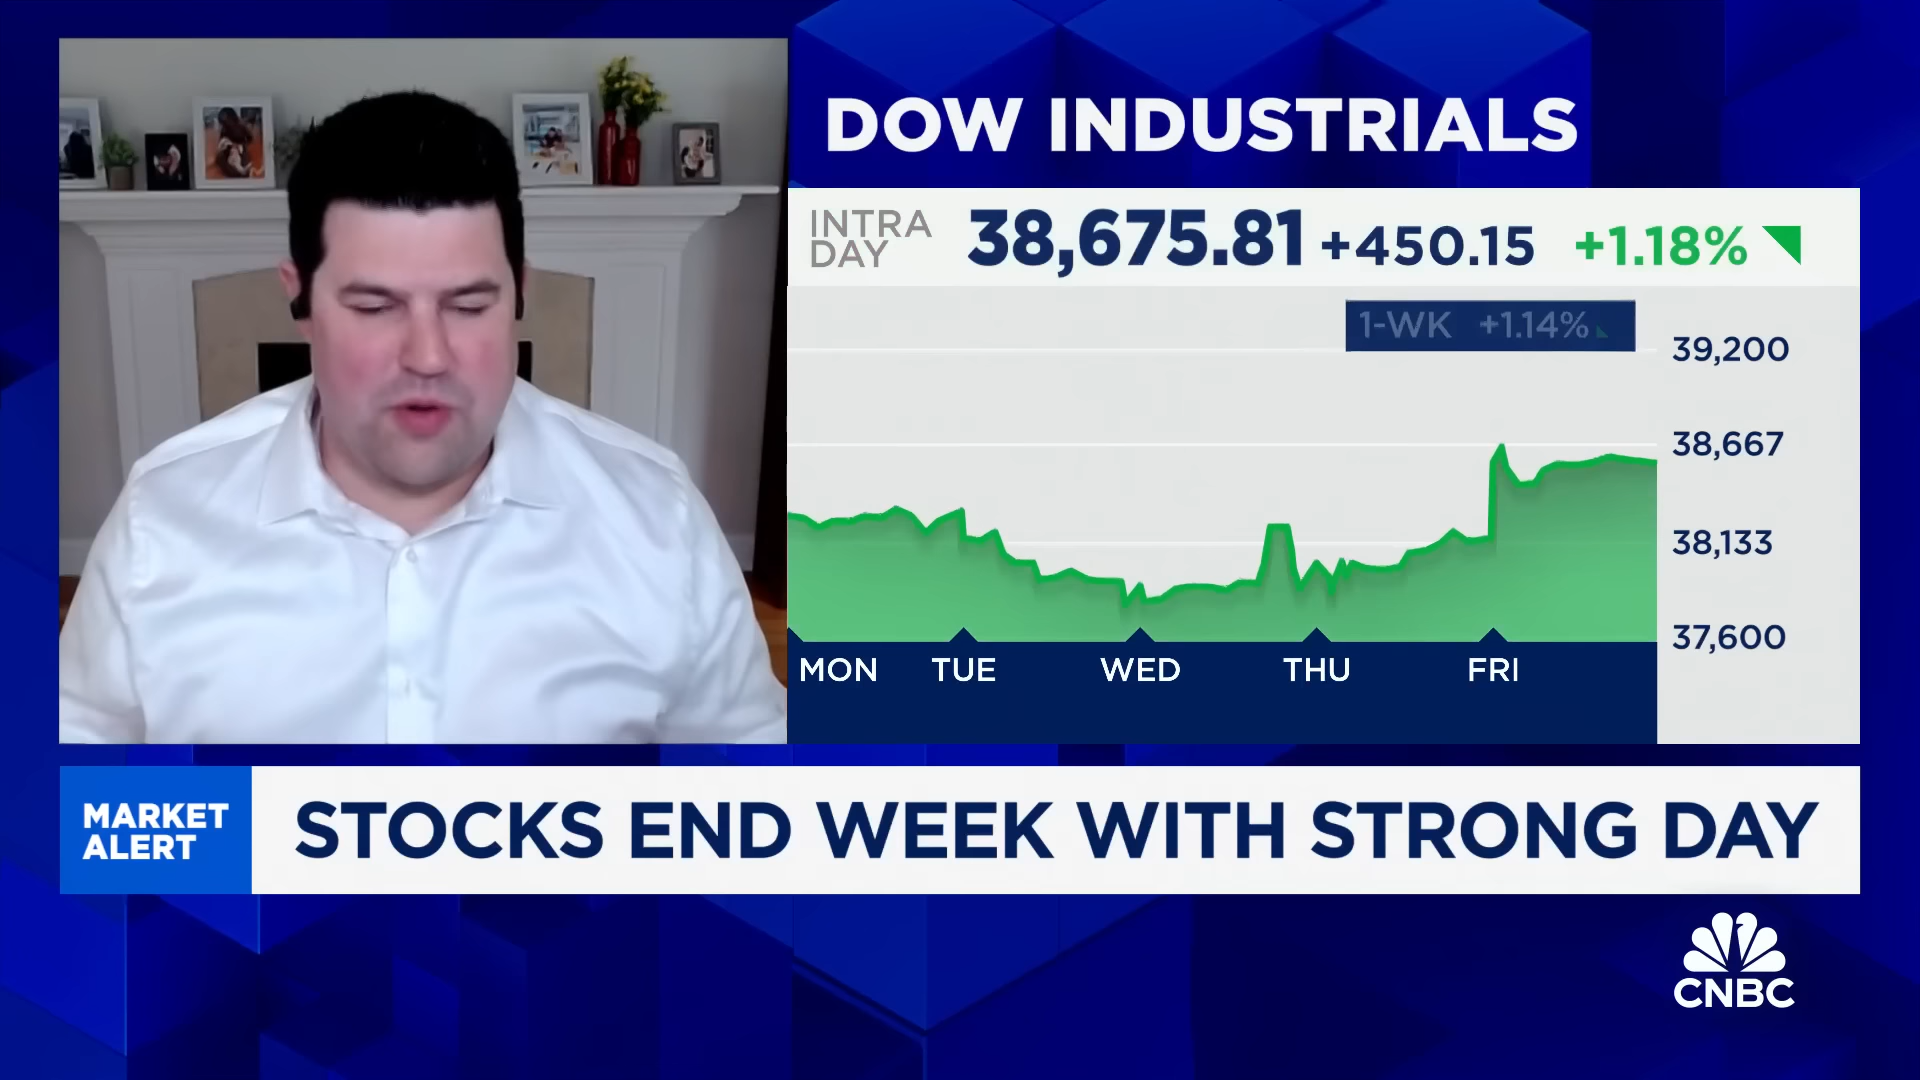 DOW INDUSTRIALS
INTRA DAY 38,675.81 +450.15 +1.18%
1-WK +1.14%
39,200
38,667
38,133
37,600
MON TUE WED THU FRI
MARKET ALERT
STOCKS END WEEK WITH STRONG DAY
CNBC